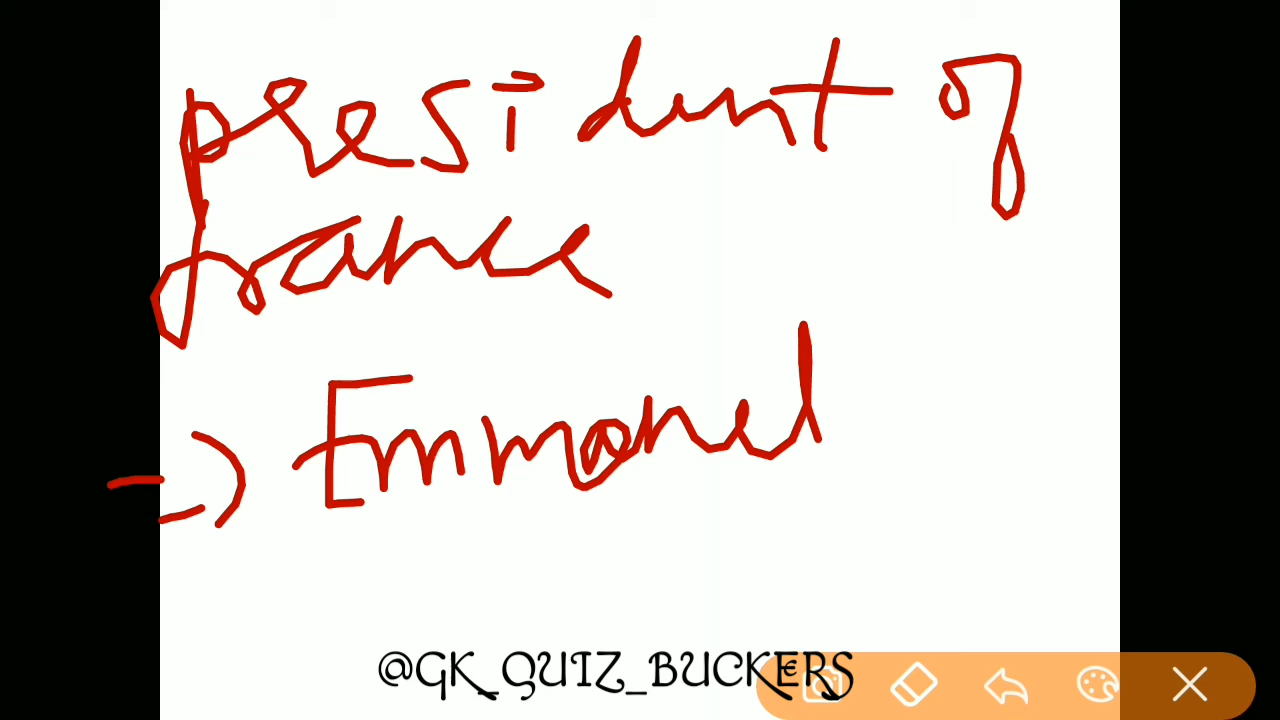 president of
france
→ Emmanel
@GK_QUIZ_BUCKERS